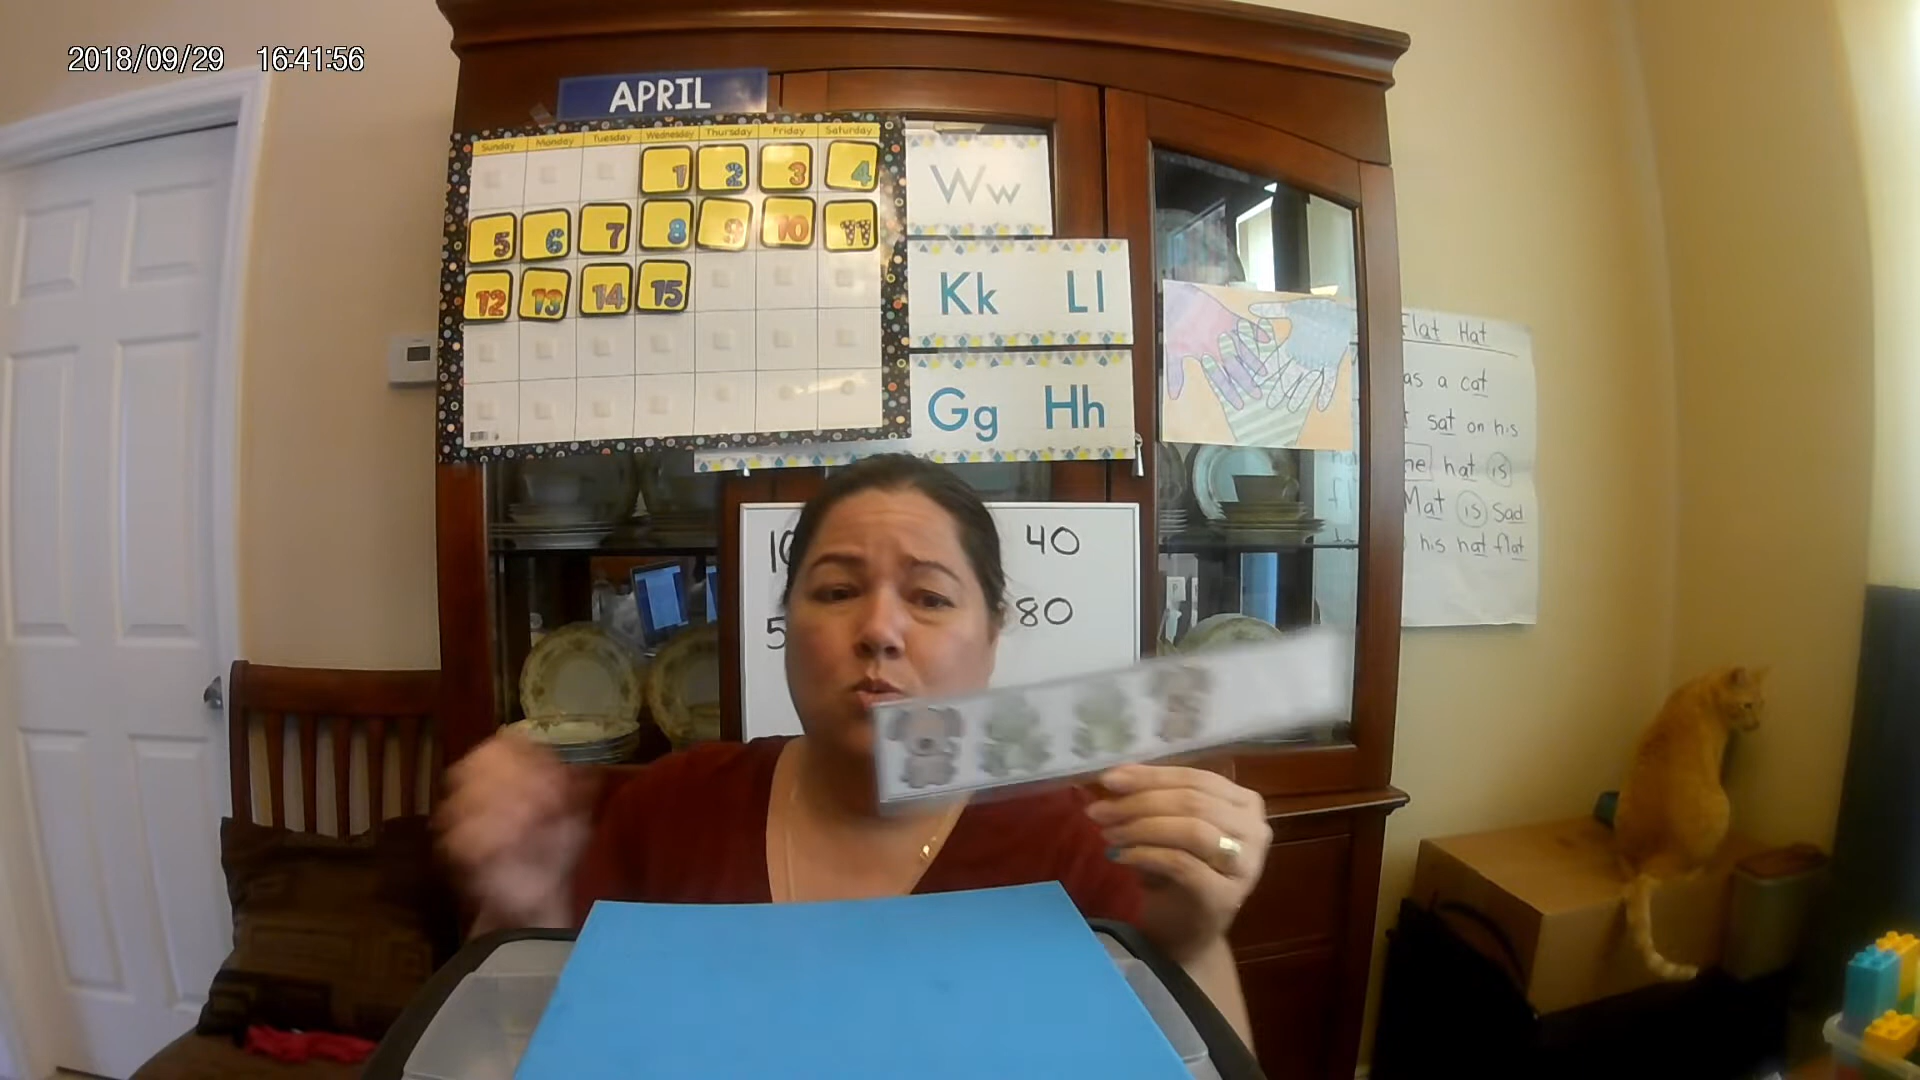 2018/09/29 16:41:56
APRIL
Sunday Monday Tuesday Wednesday Thursday Friday Saturday
1 2 3 4
5 6 7 8 9 10 11
12 13 14 15
Ww
Kk Ll
Gg Hh
40
80
5
Flat Hat
as a cat
sat on his
hat is
Mat is sad
his hat flat